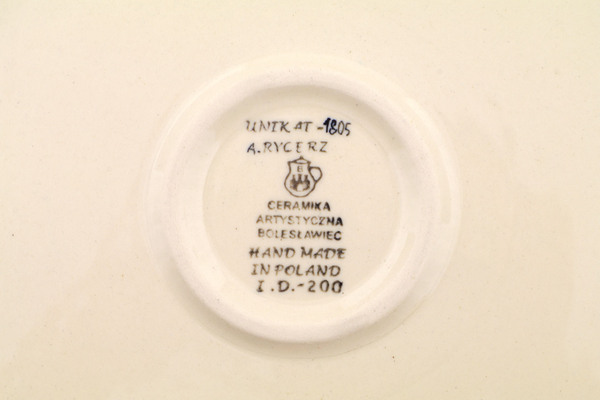 UNIKAT-1805
A.RYCERZ
B
CERAMIKA
ARTYSTYCZNA
BOLESŁAWIEC
HAND MADE
IN POLAND
I.D.-200